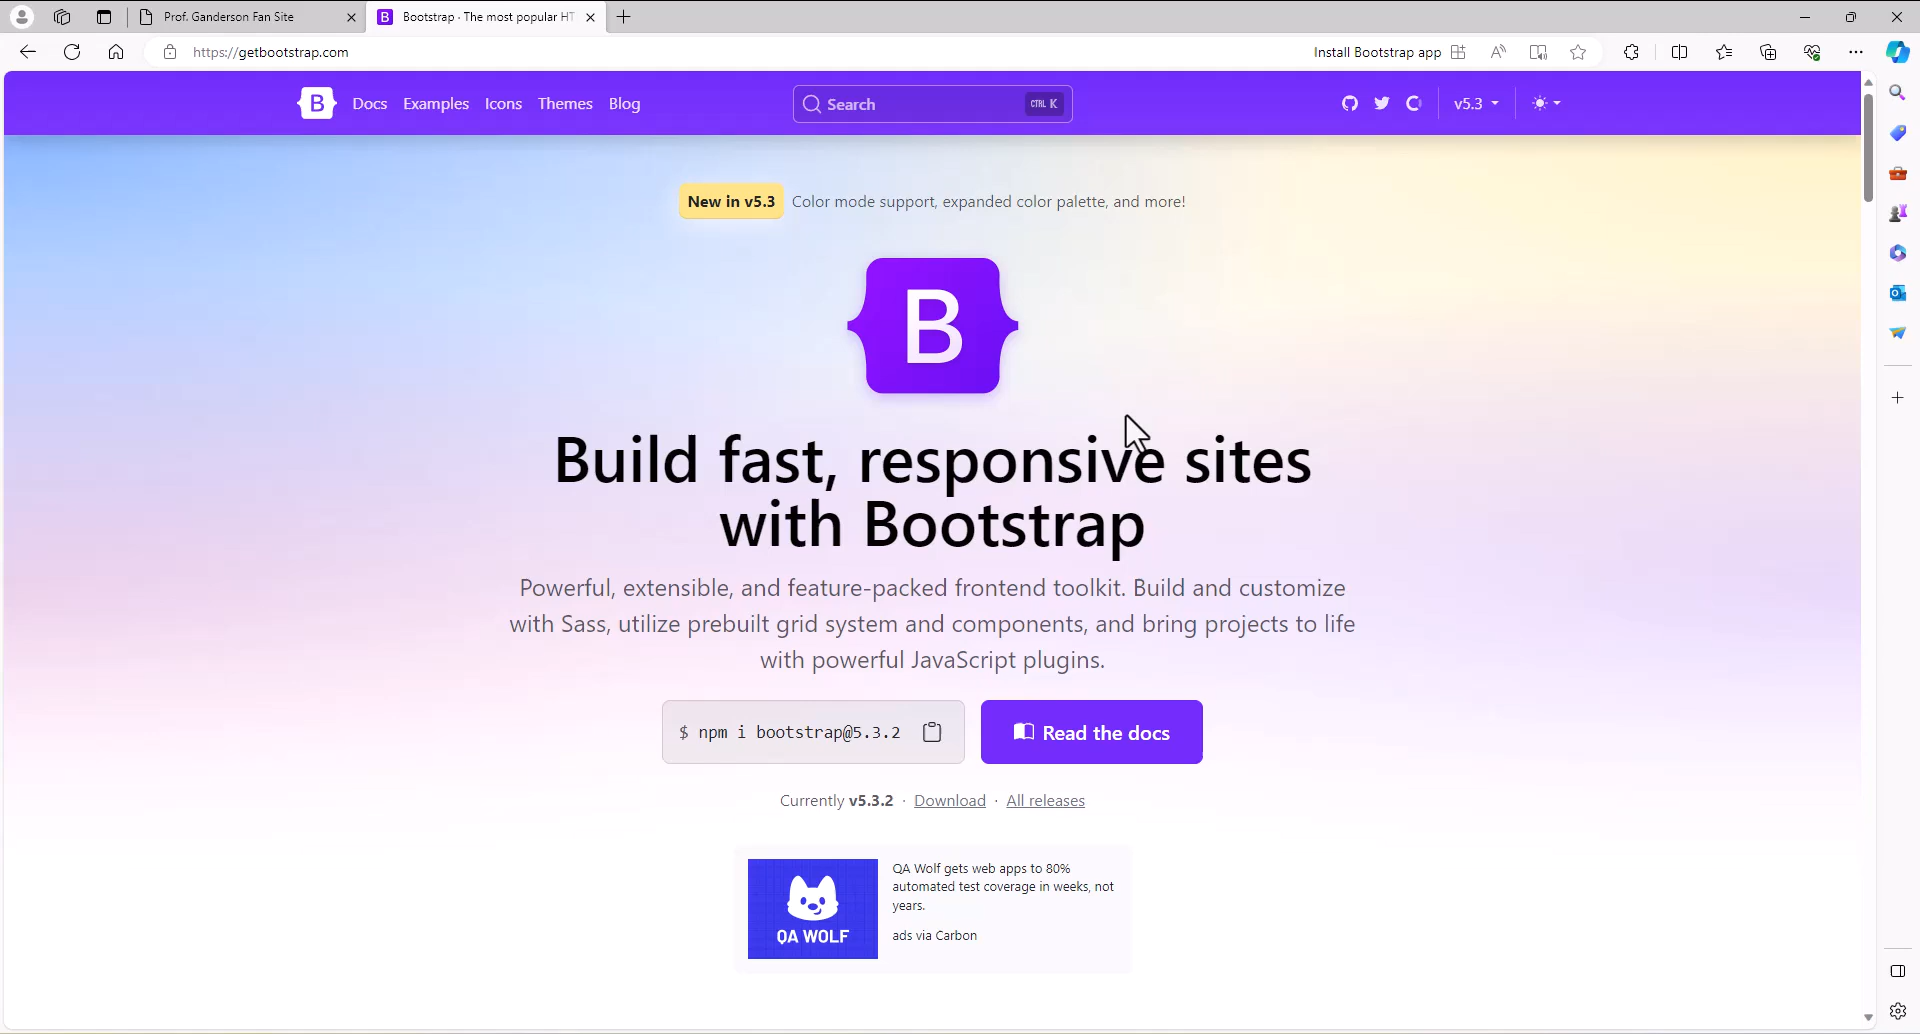 Prof. Ganderson Fan Site
B Bootstrap · The most popular HT
https://getbootstrap.com
Install Bootstrap app
B Docs Examples Icons Themes Blog
Search CTRL K
v5.3
New in v5.3 Color mode support, expanded color palette, and more!
B
Build fast, responsive sites
with Bootstrap
Powerful, extensible, and feature-packed frontend toolkit. Build and customize
with Sass, utilize prebuilt grid system and components, and bring projects to life
with powerful JavaScript plugins.
$ npm i bootstrap@5.3.2
Read the docs
Currently v5.3.2 · Download · All releases
QA WOLF
QA Wolf gets web apps to 80%
automated test coverage in weeks, not
years.
ads via Carbon